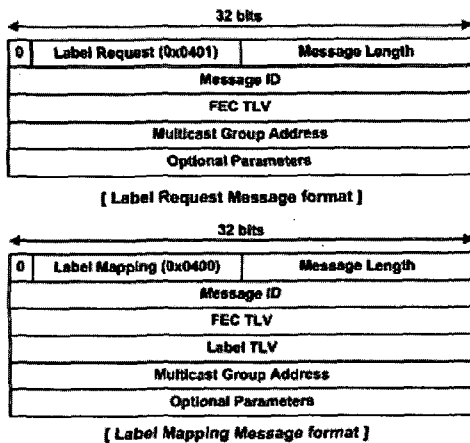 32 bits
0 Label Request (0x0401) Message Length
Message ID
FEC TLV
Multicast Group Address
Optional Parameters
[ Label Request Message format ]
32 bits
0 Label Mapping (0x0400) Message Length
Message ID
FEC TLV
Label TLV
Multicast Group Address
Optional Parameters
[ Label Mapping Message format ]